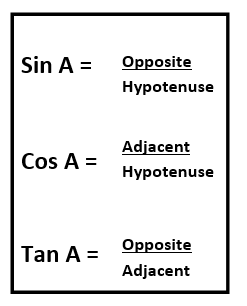 Sin A = Opposite
Hypotenuse
Cos A = Adjacent
Hypotenuse
Tan A = Opposite
Adjacent